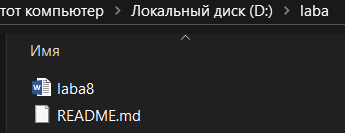 тот компьютер > Локальный диск (D:) > laba
Имя
laba8
README.md